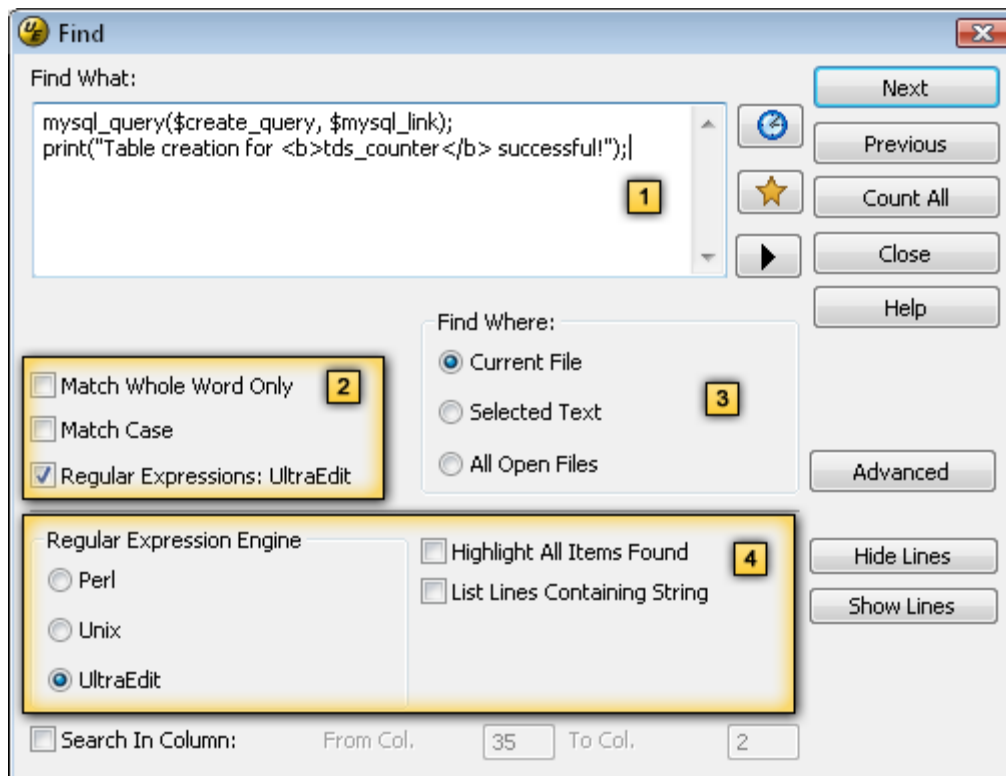 Find
Find What:
mysql_query($create_query, $mysql_link);
print("Table creation for <b>tds_counter</b> successful!");
1
Next
Previous
Count All
Close
Help
2
Match Whole Word Only
Match Case
Regular Expressions: UltraEdit
Find Where:
Current File
Selected Text
All Open Files
3
Advanced
Regular Expression Engine
Perl
Unix
UltraEdit
Highlight All Items Found
List Lines Containing String
4
Hide Lines
Show Lines
Search In Column: From Col. 35 To Col. 2